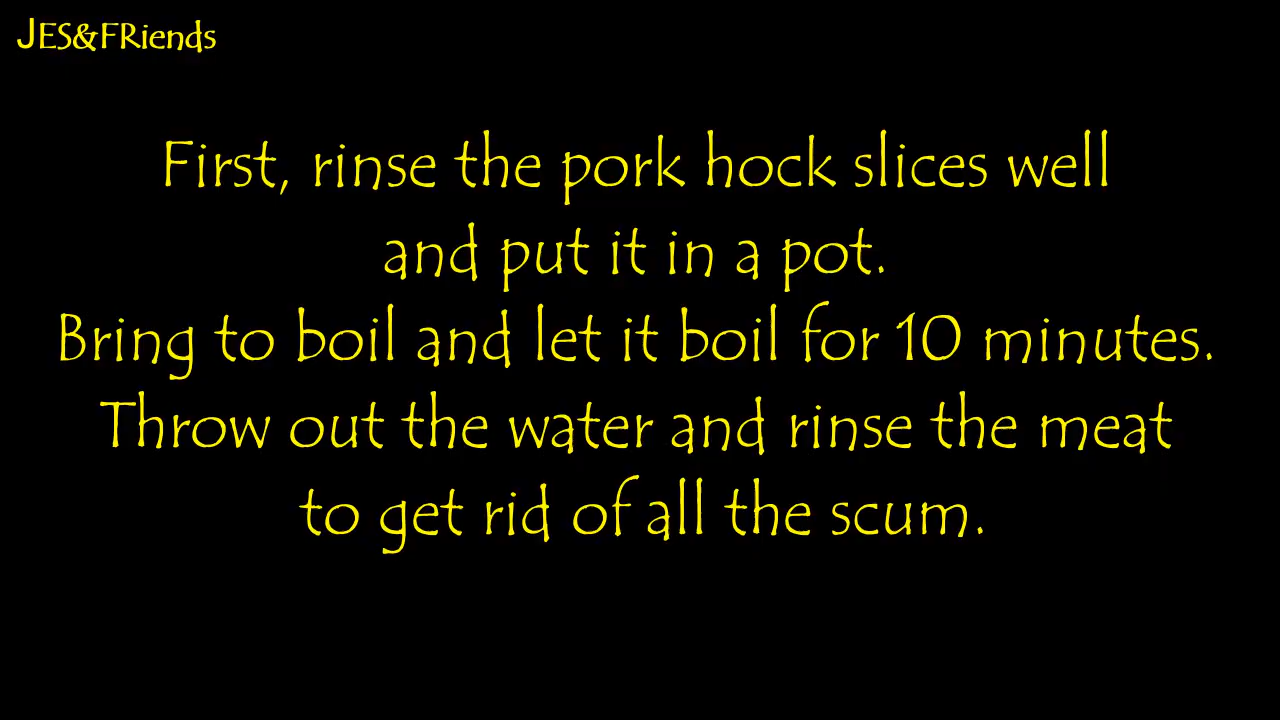 JES&FRiends
First, rinse the pork hock slices well
and put it in a pot.
Bring to boil and let it boil for 10 minutes.
Throw out the water and rinse the meat
to get rid of all the scum.